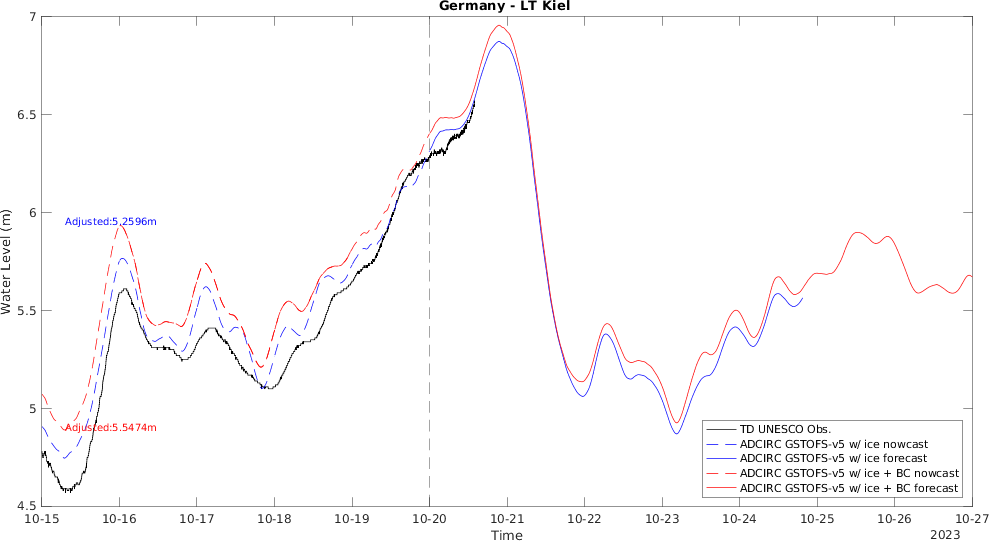 Germany - LT Kiel
Water Level (m)
7
6.5
6
5.5
5
4.5
Adjusted:5.2596m
Adjusted:5.5474m
TD UNESCO Obs.
ADCIRC GSTOFS-v5 w/ ice nowcast
ADCIRC GSTOFS-v5 w/ ice forecast
ADCIRC GSTOFS-v5 w/ ice + BC nowcast
ADCIRC GSTOFS-v5 w/ ice + BC forecast
10-15 10-16 10-17 10-18 10-19 10-20 10-21 10-22 10-23 10-24 10-25 10-26 10-27
Time
2023